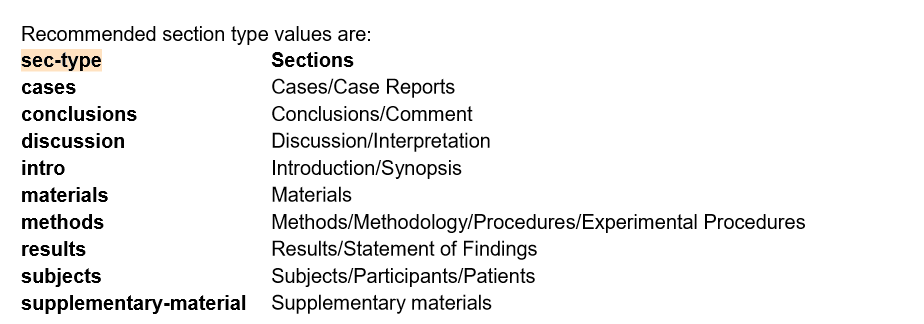 Recommended section type values are:
sec-type Sections
cases Cases/Case Reports
conclusions Conclusions/Comment
discussion Discussion/Interpretation
intro Introduction/Synopsis
materials Materials
methods Methods/Methodology/Procedures/Experimental Procedures
results Results/Statement of Findings
subjects Subjects/Participants/Patients
supplementary-material Supplementary materials